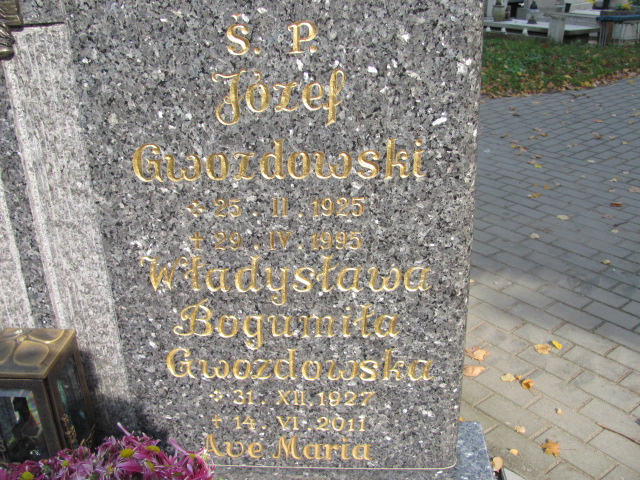 Ś. P.
Józef
Gwozdowski
✢ 25. II. 1925
✝ 29. IV. 1995
Władysława
Bogumiła
Gwozdowska
✢ 31. XII. 1927
✝ 14. VI. 2011
Ave Maria